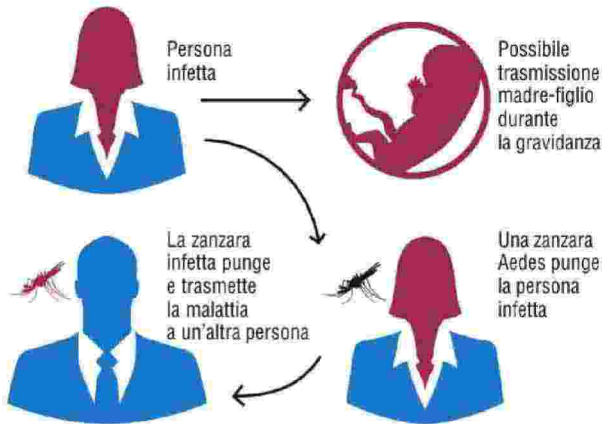 Persona
infetta
Possibile
trasmissione
madre-figlio
durante
la gravidanza
La zanzara
infetta punge
e trasmette
la malattia
a un'altra persona
Una zanzara
Aedes punge
la persona
infetta